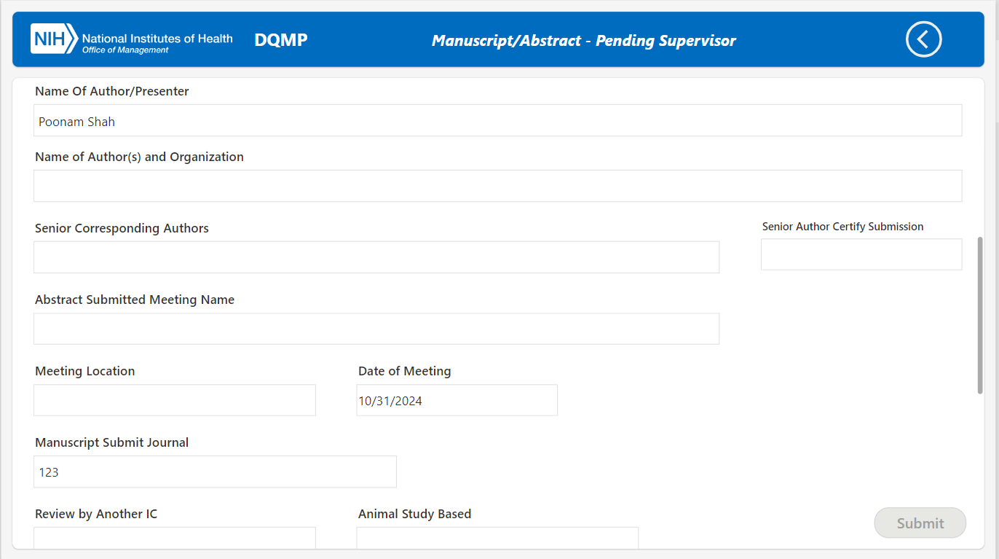 NIH National Institutes of Health
Office of Management
DQMP
Manuscript/Abstract - Pending Supervisor
Name Of Author/Presenter
Poonam Shah
Name of Author(s) and Organization
Senior Corresponding Authors
Senior Author Certify Submission
Abstract Submitted Meeting Name
Meeting Location
Date of Meeting
10/31/2024
Manuscript Submit Journal
123
Review by Another IC
Animal Study Based
Submit